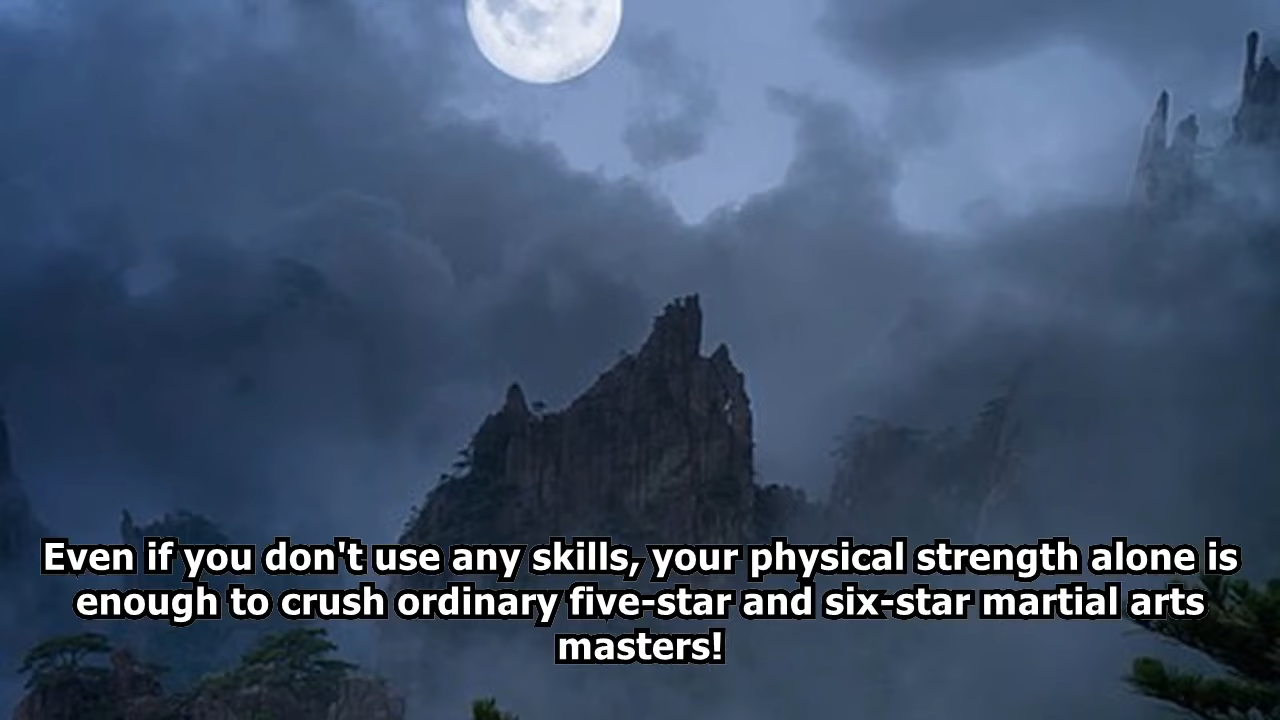 Even if you don't use any skills, your physical strength alone is
enough to crush ordinary five-star and six-star martial arts
masters!